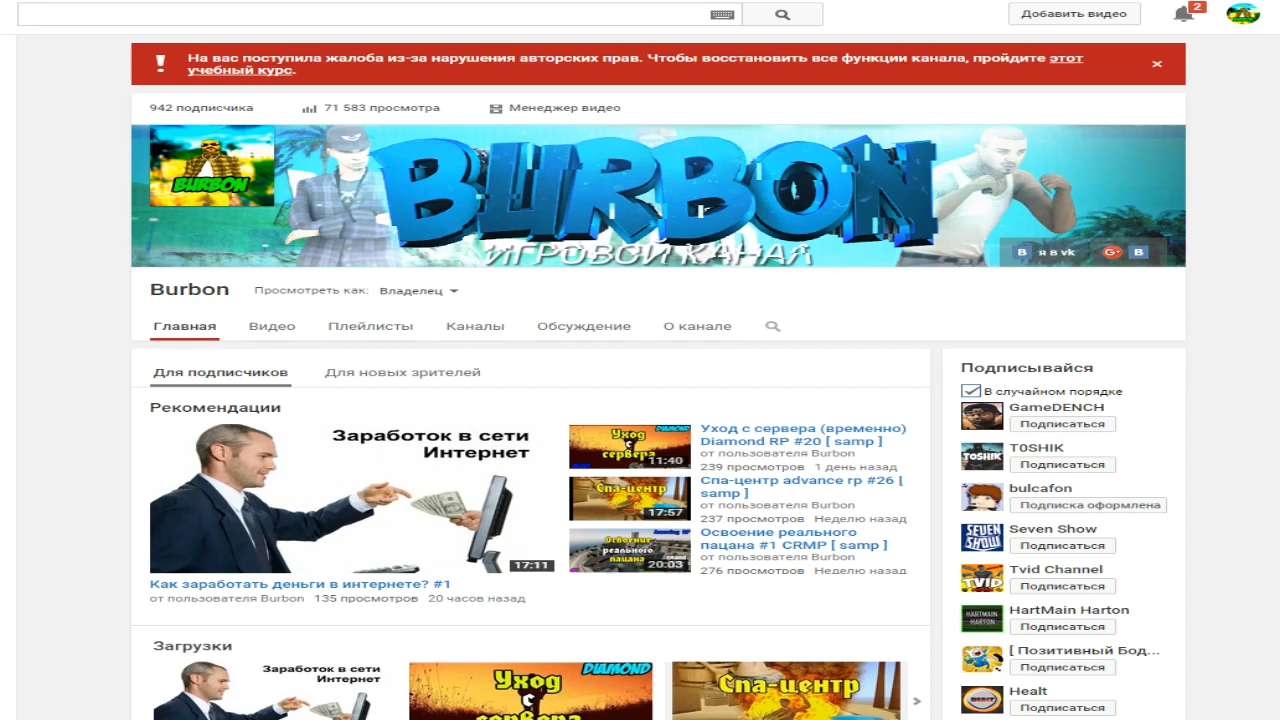 Добавить видео
2
На вас поступила жалоба из-за нарушения авторских прав. Чтобы восстановить все функции канала, пройдите этот
учебный курс.
942 подписчика
71 583 просмотра
Менеджер видео
BURBON
BURBON
ИГРОВОЙ КАНАЛ
В я в vk
G+ В
Burbon
Просмотреть как: Владелец
Главная
Видео
Плейлисты
Каналы
Обсуждение
О канале
Для подписчиков
Для новых зрителей
Рекомендации
Заработок в сети
Интернет
17:11
Как заработать деньги в интернете? #1
от пользователя Burbon 135 просмотров 20 часов назад
DIAMOND
Уход
с
сервера
11:40
Уход с сервера (временно)
Diamond RP #20 [ samp ]
от пользователя Burbon
239 просмотров 1 день назад
Спа-центр
17:57
Спа-центр advance rp #26 [
samp ]
от пользователя Burbon
237 просмотров Неделю назад
Освоение
реального
пацана
20:03
Освоение реального
пацана #1 CRMP [ samp ]
от пользователя Burbon
276 просмотров Неделю назад
Загрузки
Заработок в сети
Интернет
DIAMOND
Уход
с
сервера
Спа-центр
Подписывайся
В случайном порядке
GameDENCH
Подписаться
TOSHIK
T0SHIK
Подписаться
bulcafon
Подписка оформлена
SEVEN
SHOW
Seven Show
Подписаться
TVID
Tvid Channel
Подписаться
HARTMAIN
HARTON
HartMain Harton
Подписаться
[ Позитивный Бод...
Подписаться
HEALT
Healt
Подписаться